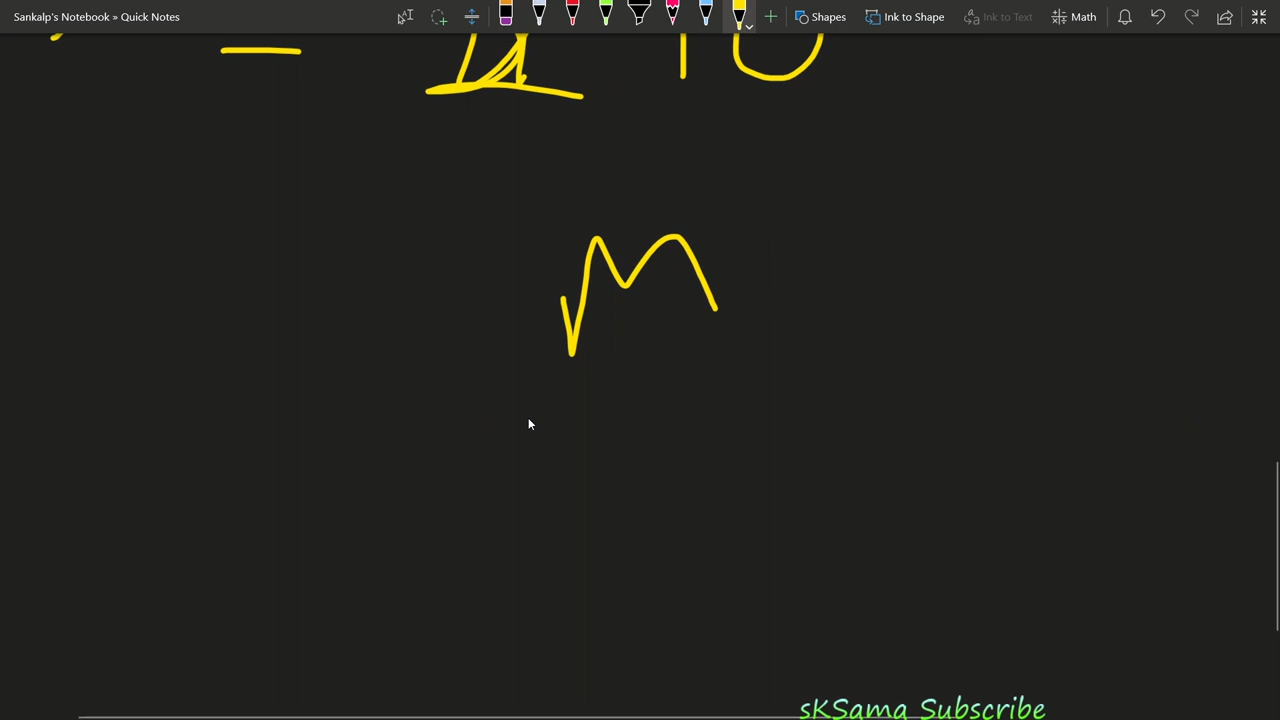 Sankalp's Notebook » Quick Notes Shapes Ink to Shape Ink to Text Math
m
sKSama Subscribe